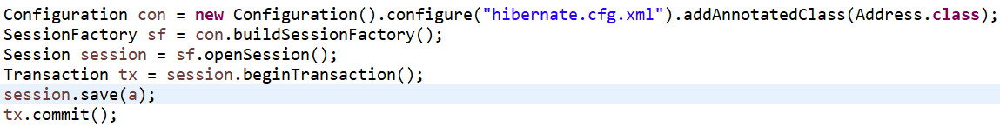 Configuration con = new Configuration().configure("hibernate.cfg.xml").addAnnotatedClass(Address.class);
SessionFactory sf = con.buildSessionFactory();
Session session = sf.openSession();
Transaction tx = session.beginTransaction();
session.save(a);
tx.commit();